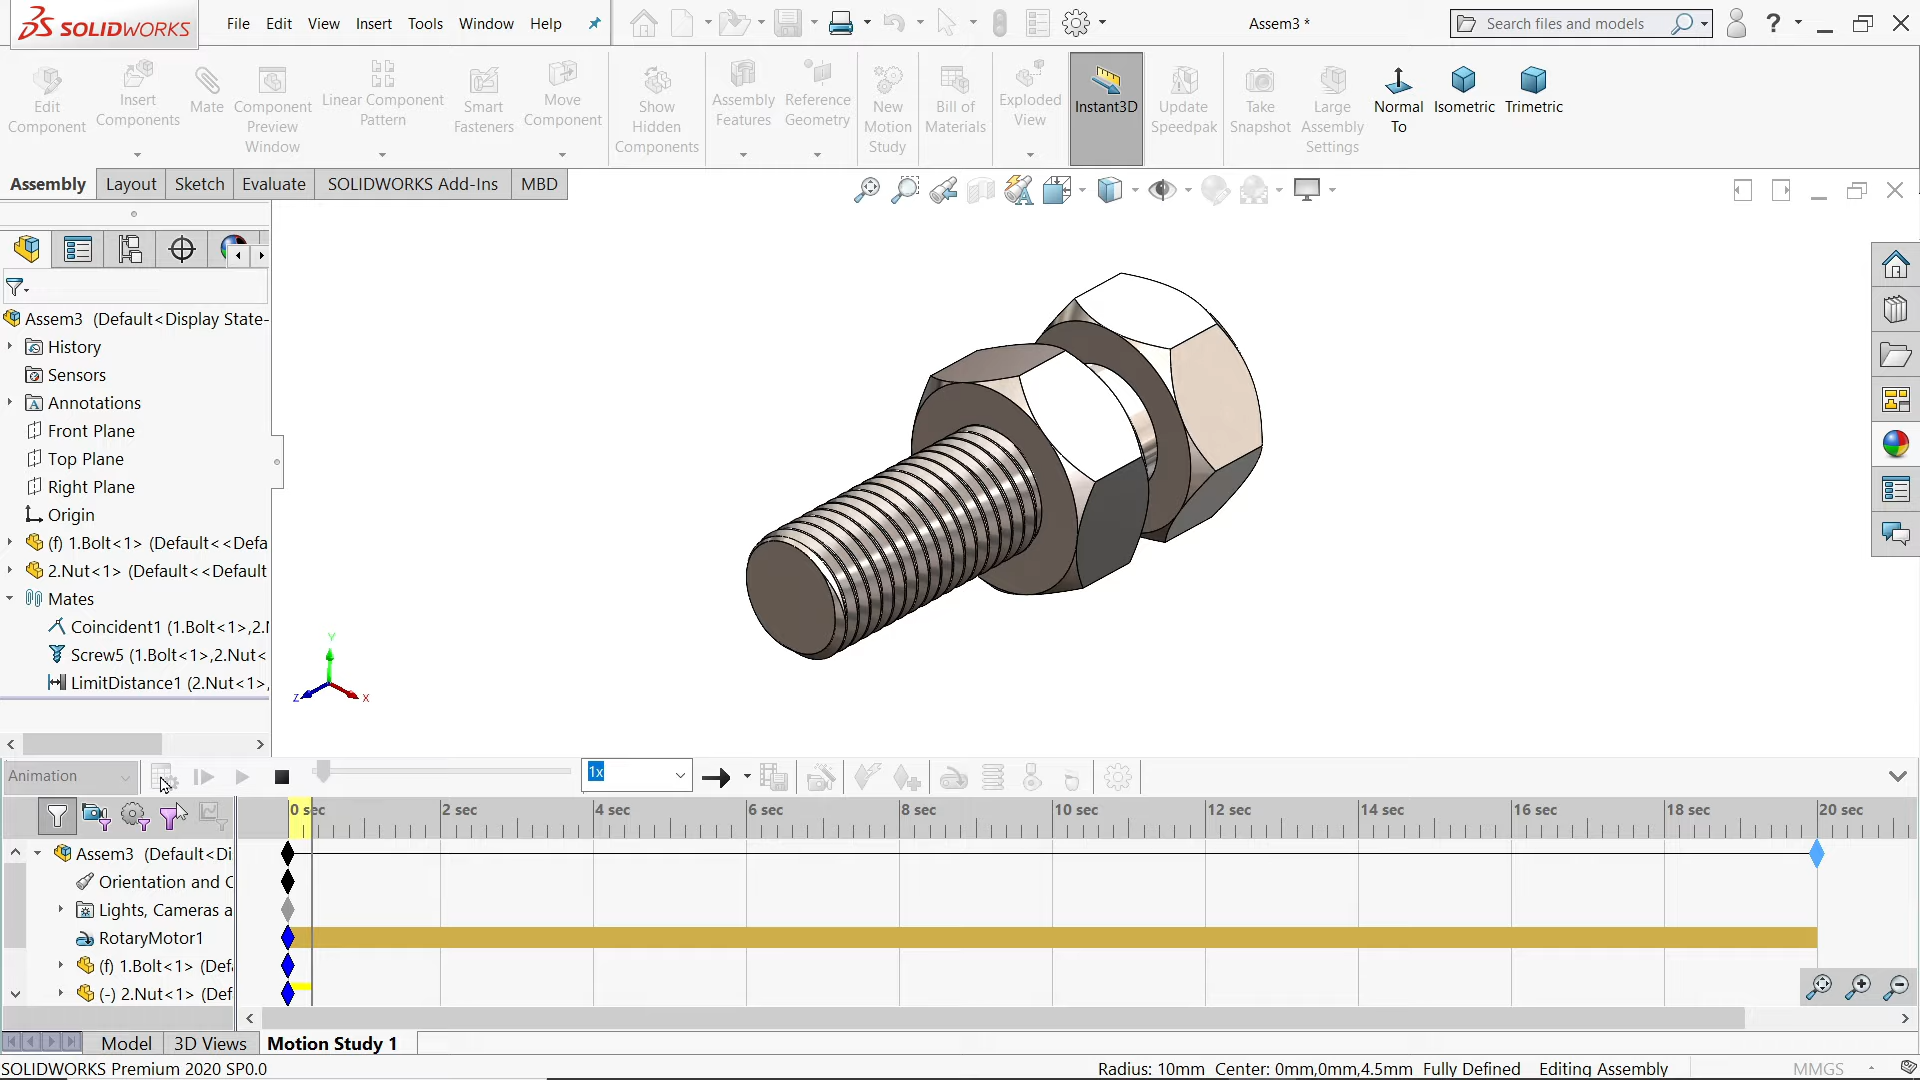 SOLIDWORKS File Edit View Insert Tools Window Help Assem3 * Search files and models ?
Edit Component
Insert Components
Mate
Component Preview Window
Linear Component Pattern
Smart Fasteners
Move Component
Show Hidden Components
Assembly Features
Reference Geometry
New Motion Study
Bill of Materials
Exploded View
Instant3D
Update Speedpak
Take Snapshot
Large Assembly Settings
Normal To
Isometric
Trimetric
Assembly Layout Sketch Evaluate SOLIDWORKS Add-Ins MBD
Assem3 (Default<Display State-
History
Sensors
A Annotations
Front Plane
Top Plane
Right Plane
Origin
(f) 1.Bolt<1> (Default<<Defa
2.Nut<1> (Default<<Default
Mates
Coincident1 (1.Bolt<1>,2.
Screw5 (1.Bolt<1>,2.Nut<
LimitDistance1 (2.Nut<1>,
Y
Z X
Animation 1x
0 sec 2 sec 4 sec 6 sec 8 sec 10 sec 12 sec 14 sec 16 sec 18 sec 20 sec
Assem3 (Default<Di
Orientation and C
Lights, Cameras a
RotaryMotor1
(f) 1.Bolt<1> (Def
(-) 2.Nut<1> (Def
Model 3D Views Motion Study 1
SOLIDWORKS Premium 2020 SP0.0 Radius: 10mm Center: 0mm,0mm,4.5mm Fully Defined Editing Assembly MMGS